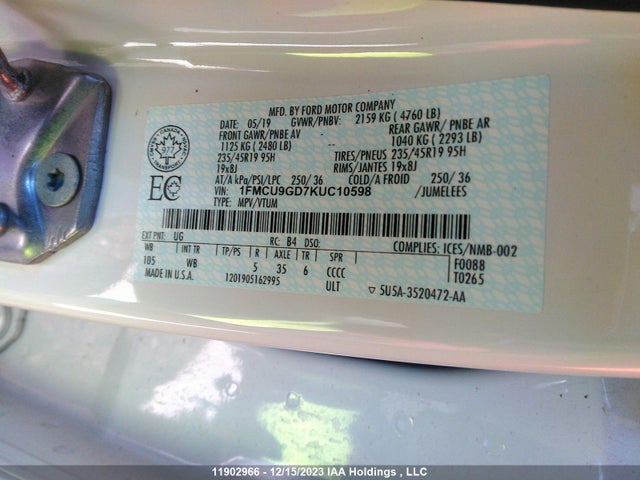 MFD. BY FORD MOTOR COMPANY
DATE: 05/19 GVWR/PNBV: 2159 KG ( 4760 LB)
FRONT GAWR/PNBE AV REAR GAWR/ PNBE AR
1125 KG ( 2480 LB) 1040 KG ( 2293 LB)
235/45R19 95H TIRES/PNEUS 235/45R19 95H
19x8J RIMS/JANTES 19x8J
AT/A kPa/PSI/LPC 250/ 36 COLD/A FROID 250/ 36
VIN: 1FMCU9GD7KUC10598 /JUMELEES
TYPE: MPV/VTUM
CANADA
977
TRANSPORT
EC
EXT PNT: UG RC: B4 DSO: COMPLIES: ICES/NMB-002
WB INT TR TP/PS R AXLE TR SPR F0088
105 WB 5 35 6 CCCC T0265
MADE IN U.S.A. 1201905162995 ULT ▽ 5U5A-3520472-AA
11902966 - 12/15/2023 IAA Holdings , LLC